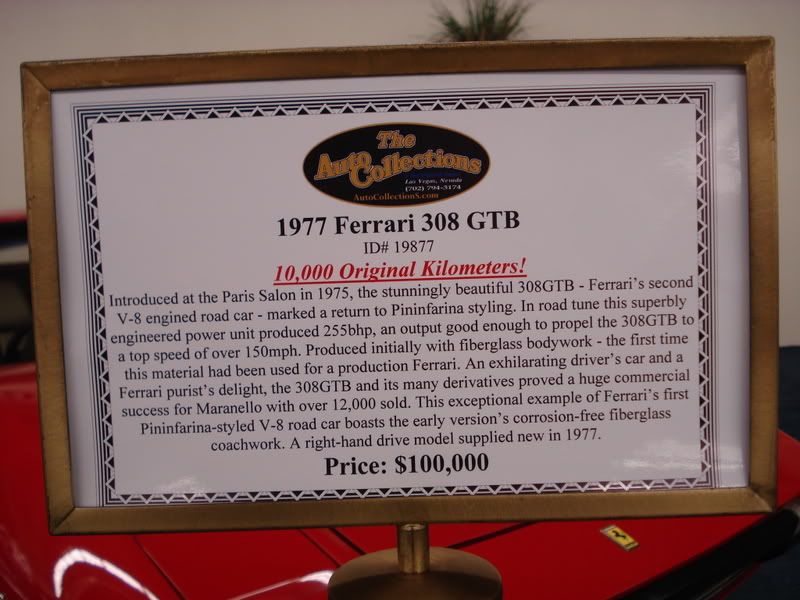 The
Auto Collections
Las Vegas, Nevada
(702) 794-3174
AutoCollectionS.com
1977 Ferrari 308 GTB
ID# 19877
10,000 Original Kilometers!
Introduced at the Paris Salon in 1975, the stunningly beautiful 308GTB - Ferrari's second
V-8 engined road car - marked a return to Pininfarina styling. In road tune this superbly
engineered power unit produced 255bhp, an output good enough to propel the 308GTB to
a top speed of over 150mph. Produced initially with fiberglass bodywork - the first time
this material had been used for a production Ferrari. An exhilarating driver's car and a
Ferrari purist's delight, the 308GTB and its many derivatives proved a huge commercial
success for Maranello with over 12,000 sold. This exceptional example of Ferrari's first
Pininfarina-styled V-8 road car boasts the early version's corrosion-free fiberglass
coachwork. A right-hand drive model supplied new in 1977.
Price: $100,000